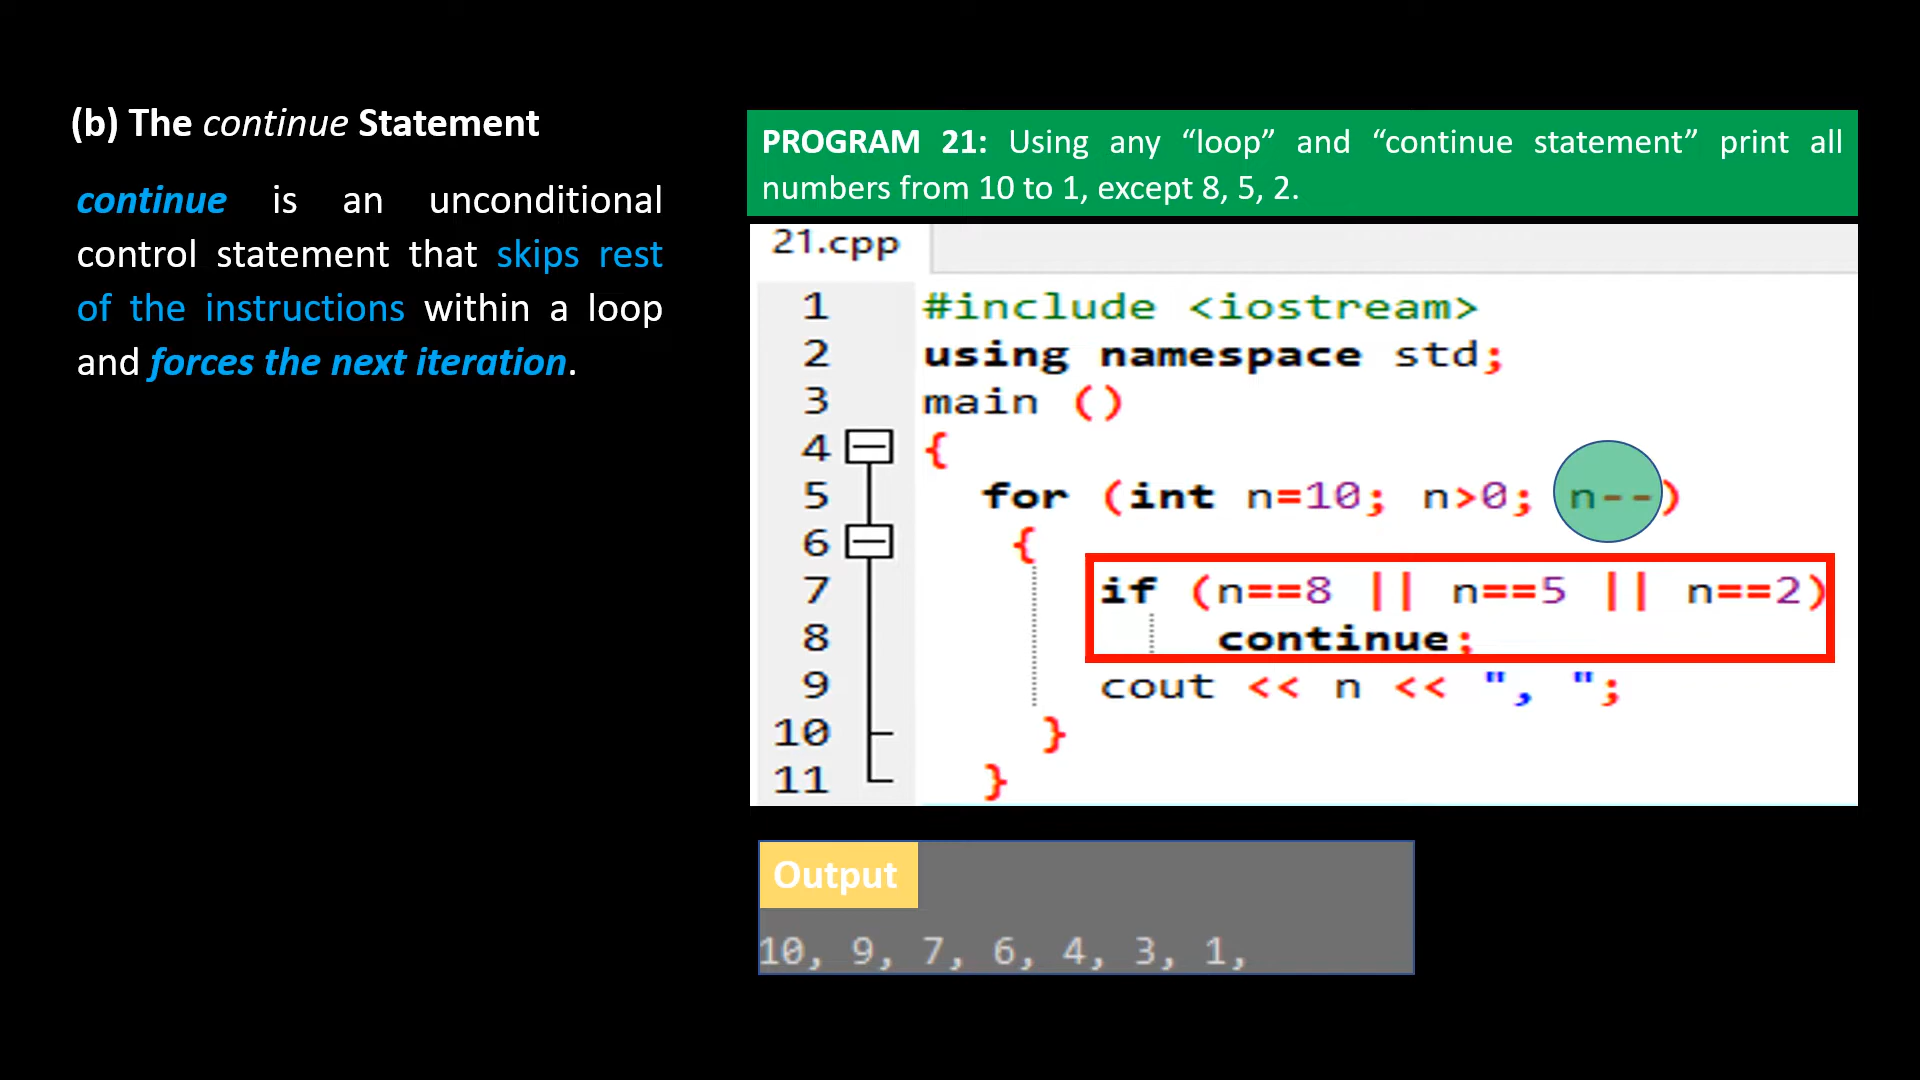 (b) The continue Statement
continue is an unconditional
control statement that skips rest
of the instructions within a loop
and forces the next iteration.
PROGRAM 21: Using any “loop” and “continue statement” print all
numbers from 10 to 1, except 8, 5, 2.
21.cpp
1 #include <iostream>
2 using namespace std;
3 main ()
4 {
5 for (int n=10; n>0; n--)
6 {
7 if (n==8 || n==5 || n==2)
8 continue;
9 cout << n << ", ";
10 }
11 }
Output
10, 9, 7, 6, 4, 3, 1,